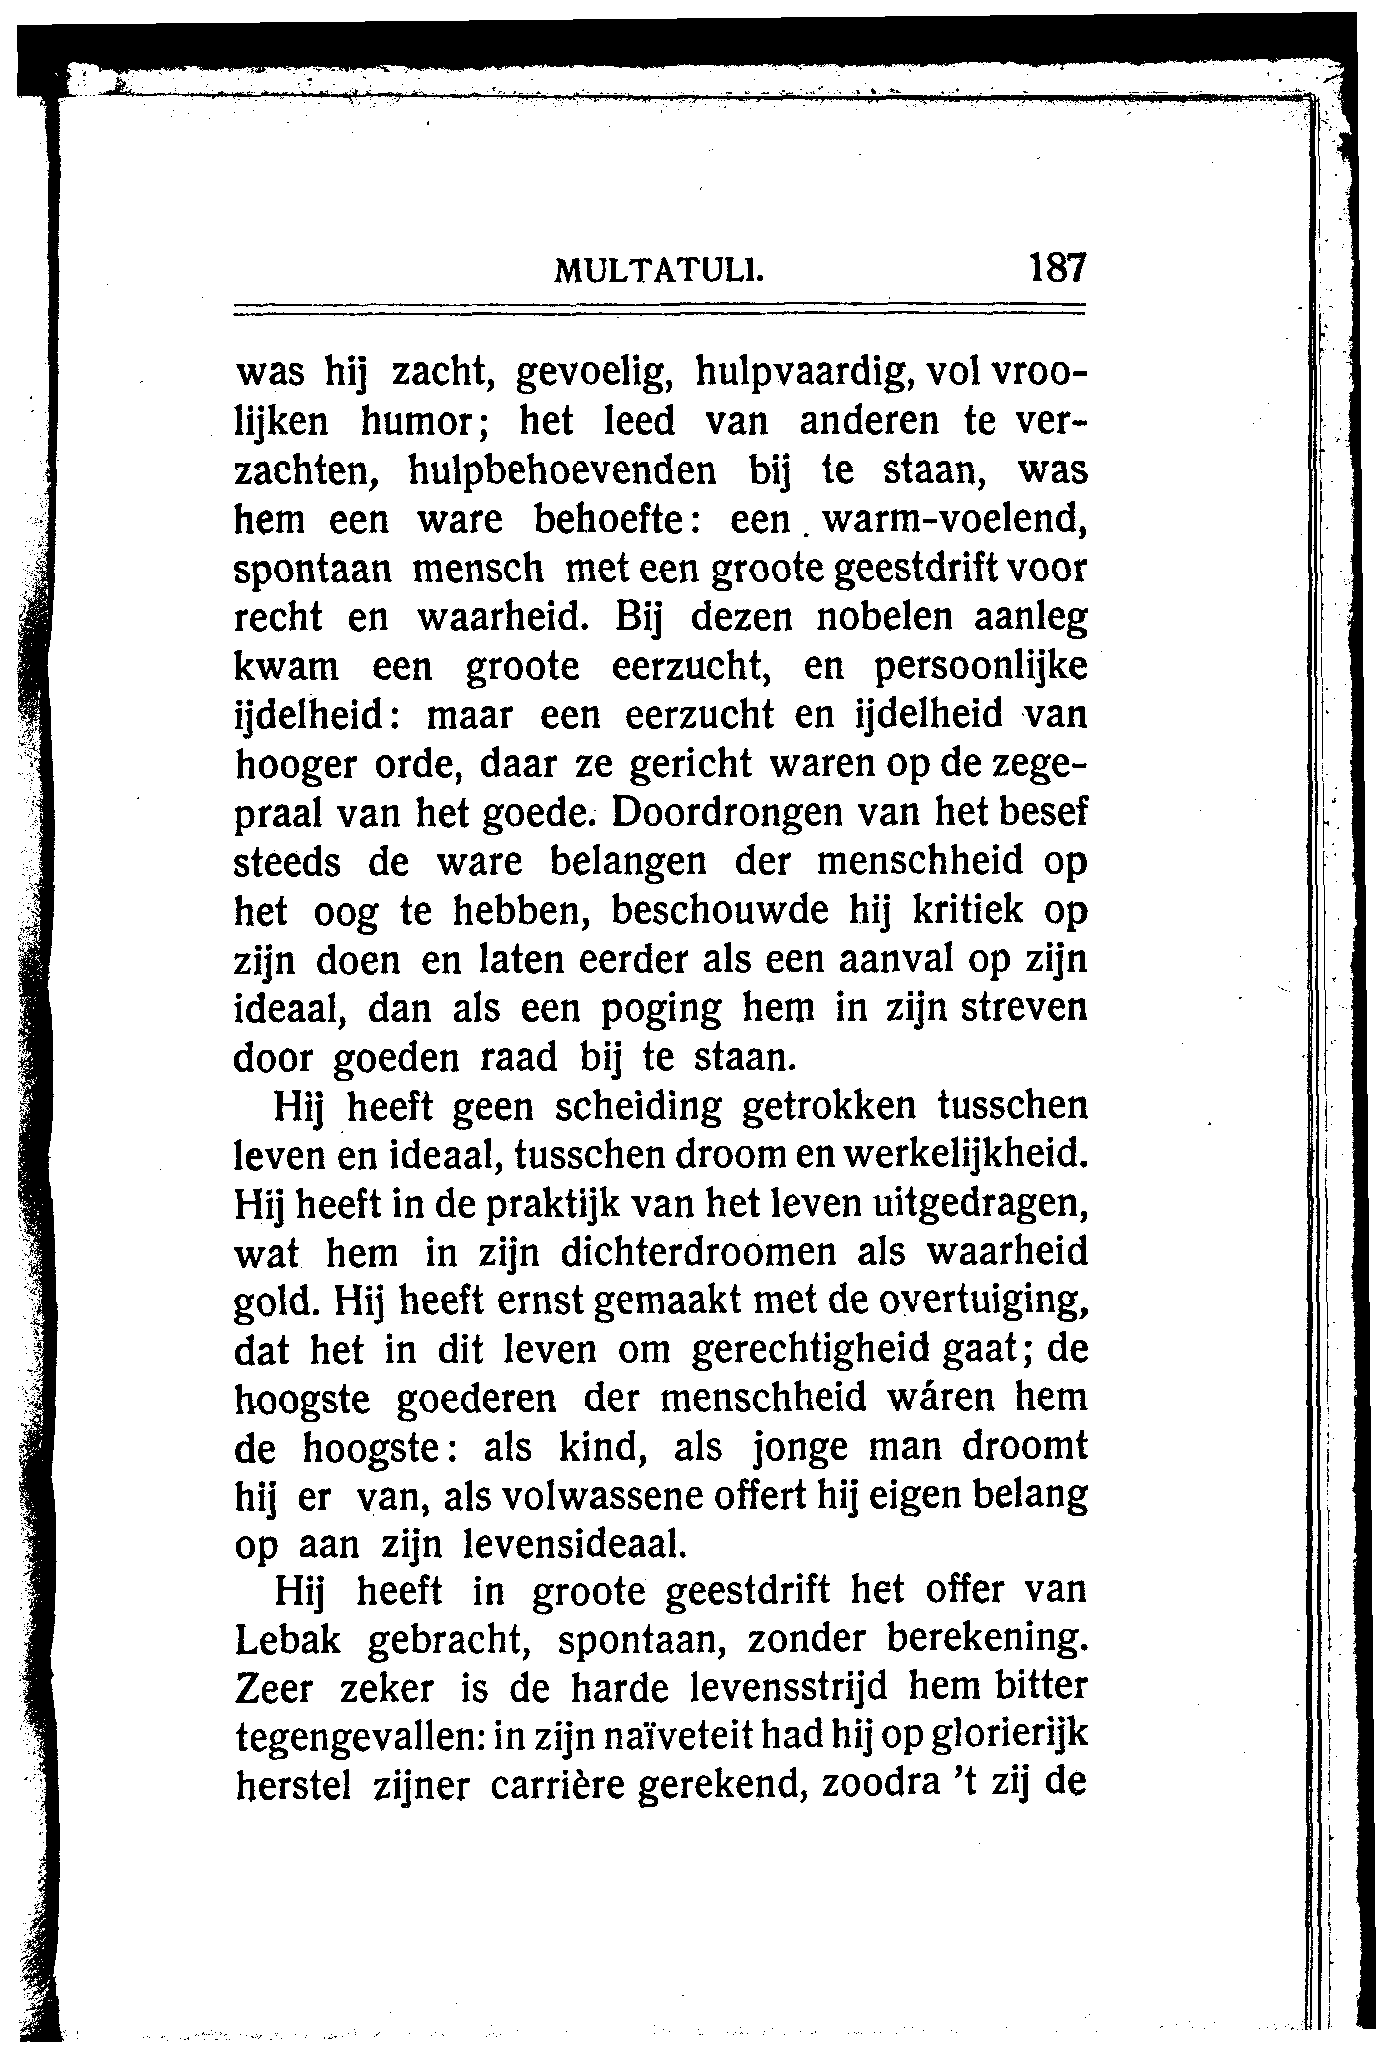 MULTATULI. 187
was hij zacht, gevoelig, hulpvaardig, vol vroo-
lijken humor; het leed van anderen te ver-
zachten, hulpbehoevenden bij te staan, was
hem een ware behoefte: een warm-voelend,
spontaan mensch met een groote geestdrift voor
recht en waarheid. Bij dezen nobelen aanleg
kwam een groote eerzucht, en persoonlijke
ijdelheid: maar een eerzucht en ijdelheid van
hooger orde, daar ze gericht waren op de zege-
praal van het goede. Doordrongen van het besef
steeds de ware belangen der menschheid op
het oog te hebben, beschouwde hij kritiek op
zijn doen en laten eerder als een aanval op zijn
ideaal, dan als een poging hem in zijn streven
door goeden raad bij te staan.
Hij heeft geen scheiding getrokken tusschen
leven en ideaal, tusschen droom en werkelijkheid.
Hij heeft in de praktijk van het leven uitgedragen,
wat hem in zijn dichterdroomen als waarheid
gold. Hij heeft ernst gemaakt met de overtuiging,
dat het in dit leven om gerechtigheid gaat; de
hoogste goederen der menschheid wáren hem
de hoogste: als kind, als jonge man droomt
hij er van, als volwassene offert hij eigen belang
op aan zijn levensideaal.
Hij heeft in groote geestdrift het offer van
Lebak gebracht, spontaan, zonder berekening.
Zeer zeker is de harde levensstrijd hem bitter
tegengevallen: in zijn naïveteit had hij op glorierijk
herstel zijner carrière gerekend, zoodra 't zij de